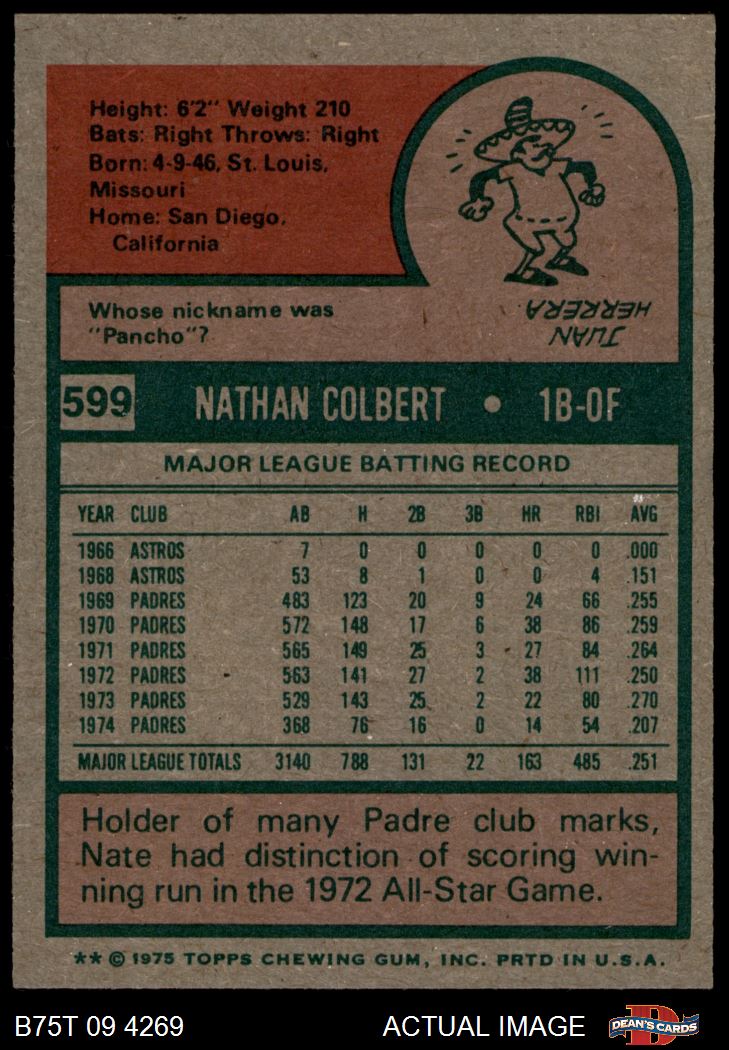 Height: 6'2" Weight 210
Bats: Right Throws: Right
Born: 4-9-46, St. Louis,
Missouri
Home: San Diego,
California
Whose nickname was
"Pancho"?
JUAN
HERRERA
599 NATHAN COLBERT • 1B-OF
MAJOR LEAGUE BATTING RECORD
YEAR CLUB AB H 2B 3B HR RBI AVG
1966 ASTROS 7 0 0 0 0 0 .000
1968 ASTROS 53 8 1 0 0 4 .151
1969 PADRES 483 123 20 9 24 66 .255
1970 PADRES 572 148 17 6 38 86 .259
1971 PADRES 565 149 25 3 27 84 .264
1972 PADRES 563 141 27 2 38 111 .250
1973 PADRES 529 143 25 2 22 80 .270
1974 PADRES 368 76 16 0 14 54 .207
MAJOR LEAGUE TOTALS 3140 788 131 22 163 485 .251
Holder of many Padre club marks,
Nate had distinction of scoring win-
ning run in the 1972 All-Star Game.
** © 1975 TOPPS CHEWING GUM, INC. PRTD IN U.S.A.
B75T 09 4269 ACTUAL IMAGE DEAN'S CARDS